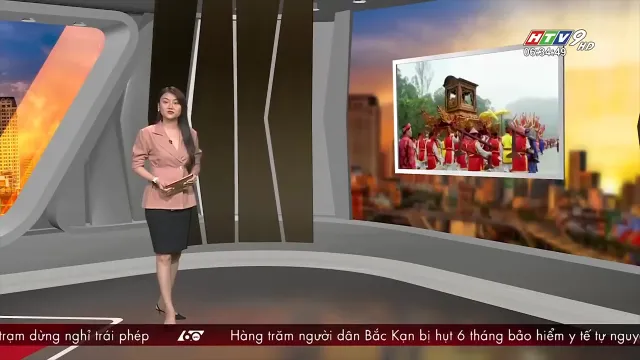 HTV9 HD
06:34:49
trạm dừng nghỉ trái phép
60 Hàng trăm người dân Bắc Kạn bị hụt 6 tháng bảo hiểm y tế tự nguy